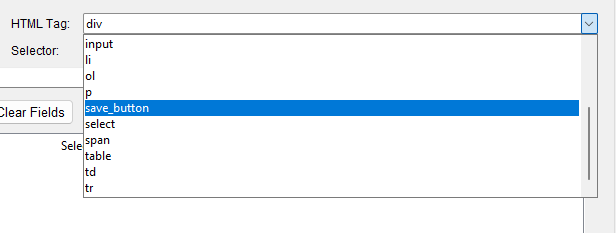 HTML Tag: div
Selector:
input
li
ol
p
save_button
select
span
table
td
tr
Clear Fields
Sele